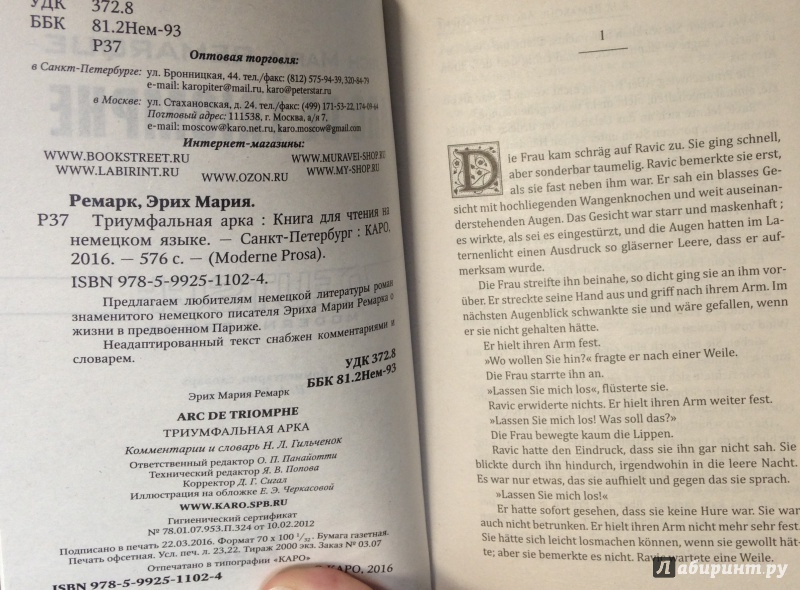 УДК 372.8
ББК 81.2Нем-93
Р37
Оптовая торговля:
в Санкт-Петербурге: ул. Бронницкая, 44. тел./факс: (812) 575-94-39, 320-84-79
e-mail: karopiter@mail.ru, karo@peterstar.ru
в Москве: ул. Стахановская, д. 24. тел./факс: (499) 171-53-22, 174-09-64
Почтовый адрес: 111538, г. Москва, а/я 7,
e-mail: moscow@karo.net.ru, karo.moscow@gmail.com
Интернет-магазины:
WWW.BOOKSTREET.RU WWW.MURAVEI-SHOP.RU
WWW.LABIRINT.RU WWW.OZON.RU WWW.MY-SHOP.RU
Ремарк, Эрих Мария.
Р37 Триумфальная арка : Книга для чтения на
немецком языке. — Санкт-Петербург : КАРО,
2016. — 576 с. — (Moderne Prosa).
ISBN 978-5-9925-1102-4.
Предлагаем любителям немецкой литературы роман
знаменитого немецкого писателя Эриха Марии Ремарка о
жизни в предвоенном Париже.
Неадаптированный текст снабжен комментариями и
словарем.
УДК 372.8
ББК 81.2Нем-93
Эрих Мария Ремарк
ARC DE TRIOMPHE
ТРИУМФАЛЬНАЯ АРКА
Комментарии и словарь Н. Л. Гильченок
Ответственный редактор О. П. Панайотти
Технический редактор Я. В. Попова
Корректор Д. Г. Сигал
Иллюстрация на обложке Е. Э. Черкасовой
WWW.KARO.SPB.RU
Гигиенический сертификат
№ 78.01.07.953.П.324 от 10.02.2012
Подписано в печать 22.03.2016. Формат 70 х 100 1/32. Бумага газетная.
Печать офсетная. Усл. печ. л. 23,22. Тираж 2000 экз. Заказ № 03.07
Отпечатано в типографии «КАРО»
ISBN 978-5-9925-1102-4 КАРО, 2016
1
Die Frau kam schräg auf Ravic zu. Sie ging schnell,
aber sonderbar taumelig. Ravic bemerkte sie erst,
als sie fast neben ihm war. Er sah ein blasses Ge-
sicht mit hochliegenden Wangenknochen und weit auseinan-
derstehenden Augen. Das Gesicht war starr und maskenhaft ;
es wirkte, als sei es eingestürzt, und die Augen hatten im La-
ternenlicht einen Ausdruck so gläserner Leere, dass er auf-
merksam wurde.
Die Frau streifte ihn beinahe, so dicht ging sie an ihm vor-
über. Er streckte seine Hand aus und griff nach ihrem Arm. Im
nächsten Augenblick schwankte sie und wäre gefallen, wenn
er sie nicht gehalten hätte.
Er hielt ihren Arm fest.
»Wo wollen Sie hin?« fragte er nach einer Weile.
Die Frau starrte ihn an.
»Lassen Sie mich los«, flüsterte sie.
Ravic erwiderte nichts. Er hielt ihren Arm weiter fest.
»Lassen Sie mich los! Was soll das?»
Die Frau bewegte kaum die Lippen.
Ravic hatte den Eindruck, dass sie ihn gar nicht sah. Sie
blickte durch ihn hindurch, irgendwohin in die leere Nacht.
Es war nur etwas, das sie aufhielt und gegen das sie sprach.
»Lassen Sie mich los!«
Er hatte sofort gesehen, dass sie keine Hure war. Sie war
auch nicht betrunken. Er hielt ihren Arm nicht mehr sehr fest.
Sie hätte sich leicht losmachen können, wenn sie gewollt hät-
te; aber sie bemerkte es nicht. Ravic wartete eine Weile.
Лабиринт.ру